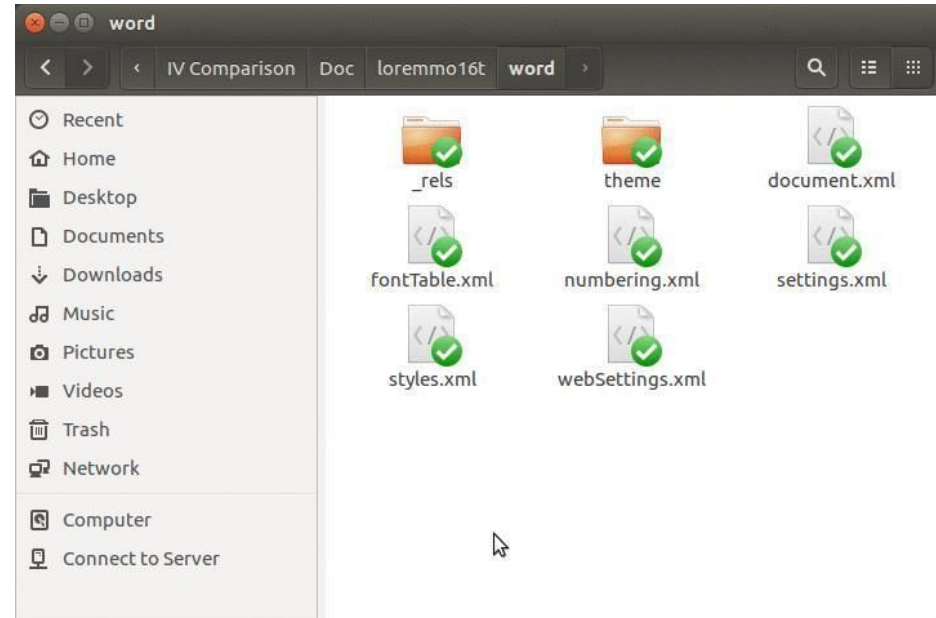 word
IV Comparison Doc loremmo16t word
Recent
Home
Desktop
Documents
Downloads
Music
Pictures
Videos
Trash
Network
Computer
Connect to Server
_rels theme document.xml
fontTable.xml numbering.xml settings.xml
styles.xml webSettings.xml